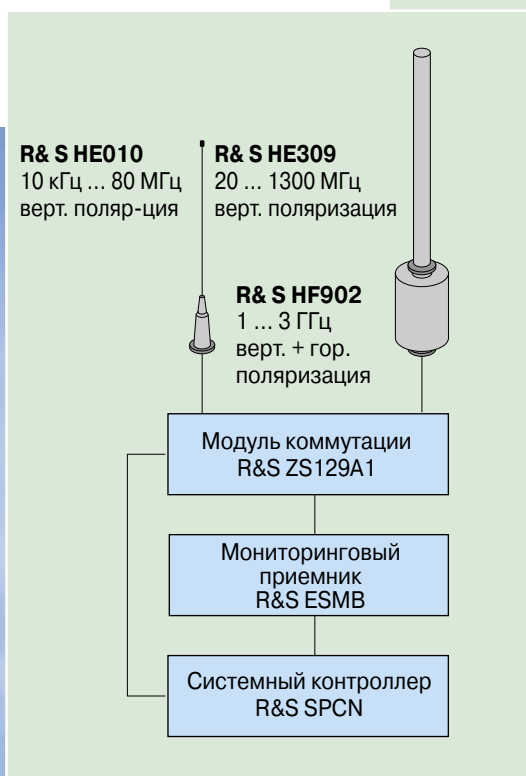 R& S HE010
10 кГц ... 80 МГц
верт. поляр-ция
R& S HE309
20 ... 1300 МГц
верт. поляризация
R& S HF902
1 ... 3 ГГц
верт. + гор.
поляризация
Модуль коммутации
R&S ZS129A1
Мониторинговый
приемник
R&S ESMB
Системный контроллер
R&S SPCN